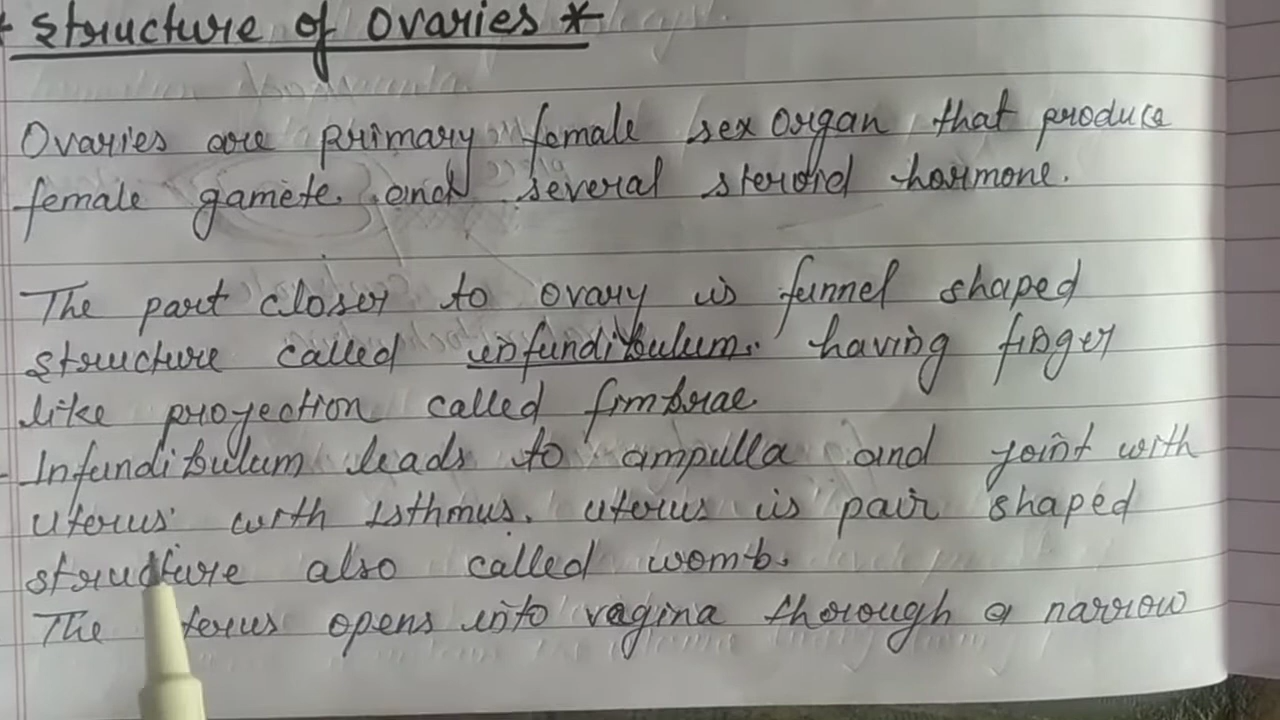 * Structure of Ovaries *
Ovaries are primary female sex organ that produce
female gamete and several steroid hormone.
The part closer to ovary is funnel shaped
structure called infundibulum. having finger
like projection called fimbrae
- Infundibulum leads to ampulla and joint with
uterus with isthmus. uterus is pair shaped
structure also called womb.
The terus opens into vagina thorough a narrow